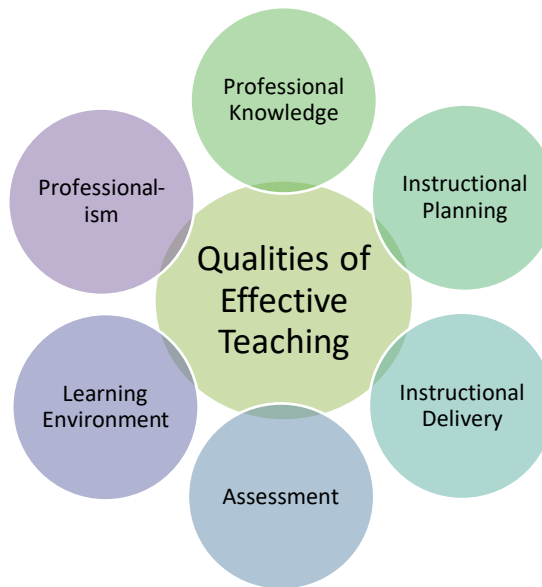 Professional
Knowledge
Instructional
Planning
Instructional
Delivery
Assessment
Learning
Environment
Professional-
ism
Qualities of
Effective
Teaching